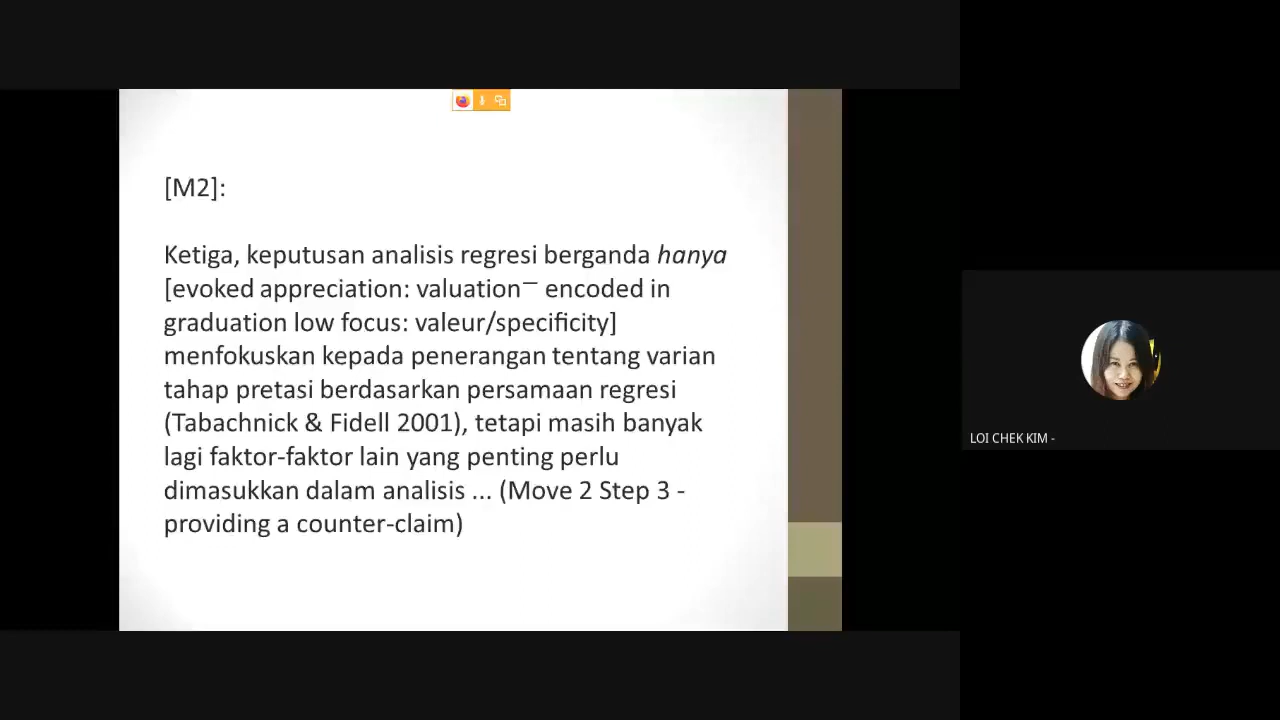 [M2]:
Ketiga, keputusan analisis regresi berganda hanya
[evoked appreciation: valuation⁻ encoded in
graduation low focus: valeur/specificity]
menfokuskan kepada penerangan tentang varian
tahap pretasi berdasarkan persamaan regresi
(Tabachnick & Fidell 2001), tetapi masih banyak
lagi faktor-faktor lain yang penting perlu
dimasukkan dalam analisis ... (Move 2 Step 3 -
providing a counter-claim)
LOI CHEK KIM -